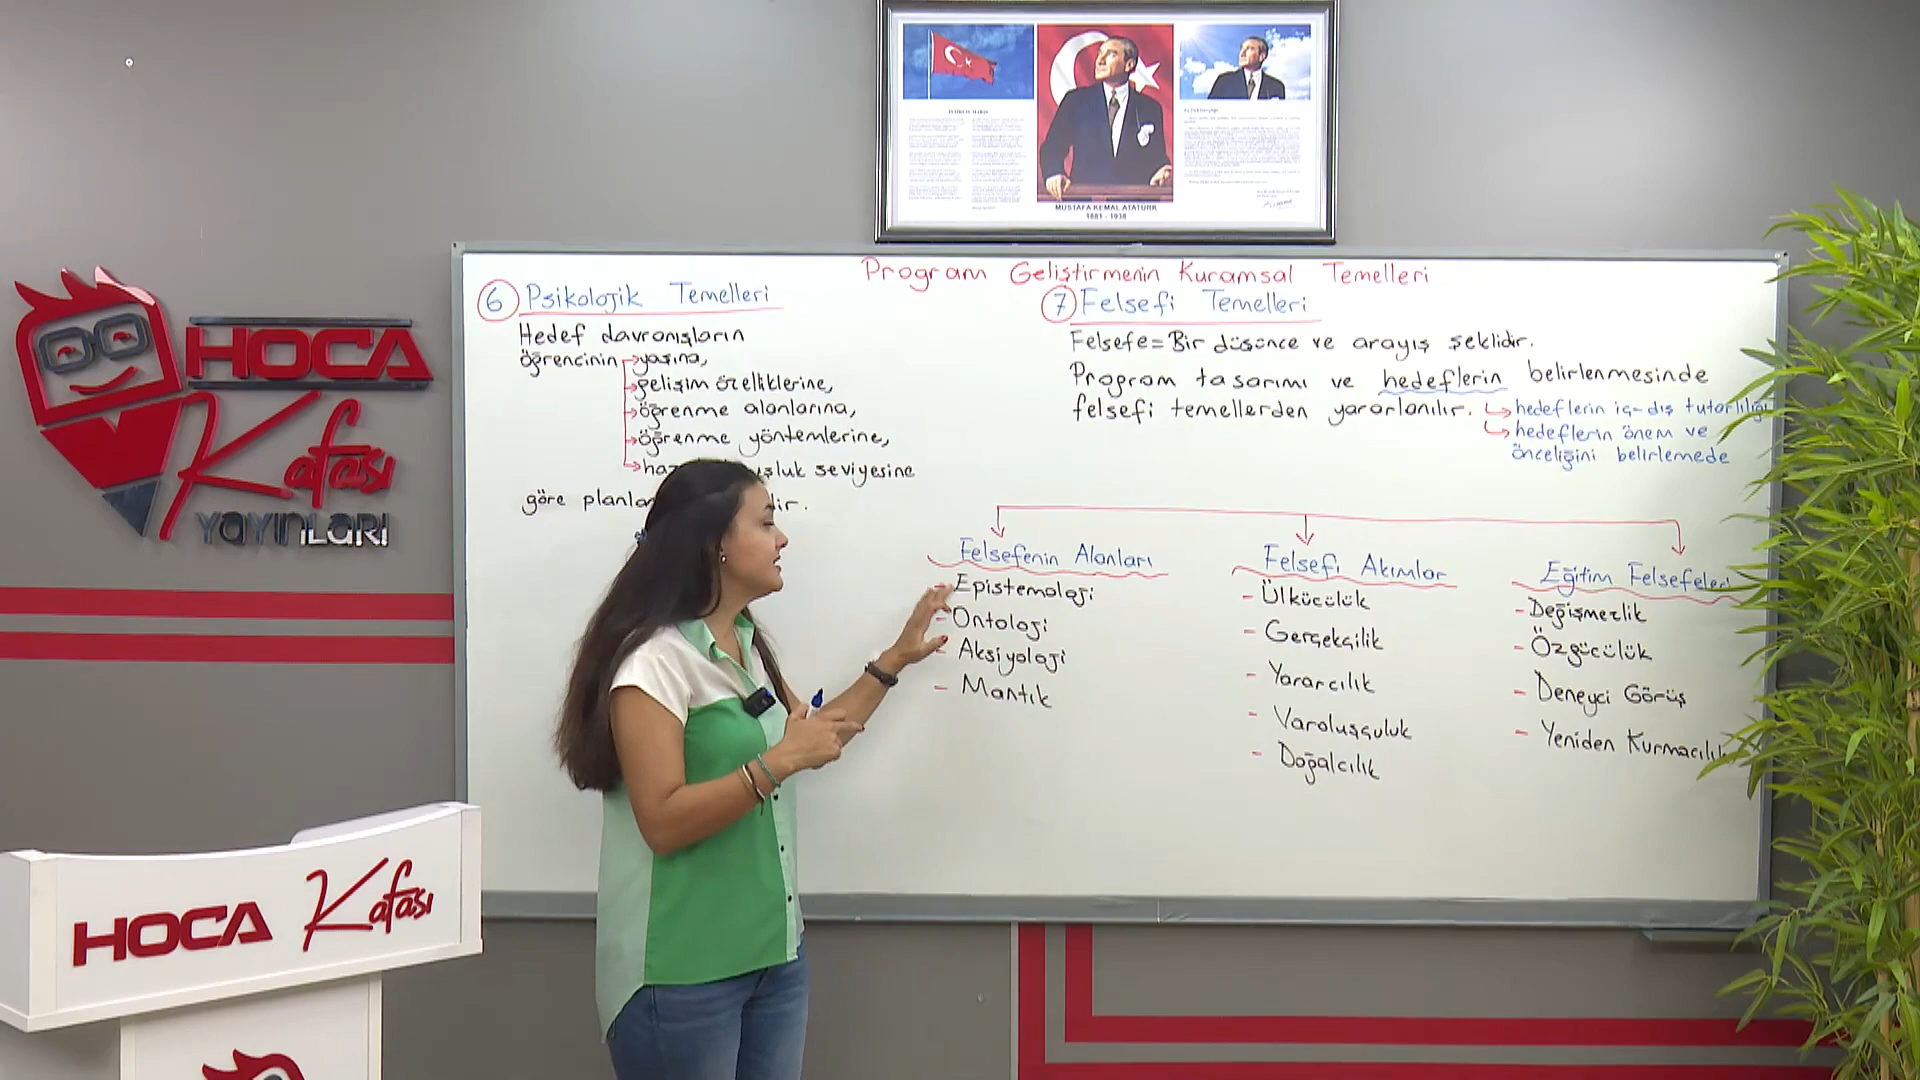 MUSTAFA KEMAL ATATÜRK
1881 - 1938
HOCA
Kafası
YAYINLARI
Program Geliştirmenin Kuramsal Temelleri
6 Psikolojik Temelleri
Hedef davranışların
öğrencinin yaşına,
gelişim özelliklerine,
öğrenme alanlarına,
öğrenme yöntemlerine,
seviyesine
göre
7 Felsefi Temelleri
Felsefe = Bir düşünce ve arayış şeklidir.
Program tasarımı ve hedeflerin belirlenmesinde
felsefi temellerden yararlanılır.
hedeflerin iç-dış tutarlılığı
hedeflerin önem ve
önceliğini belirlemede
Felsefenin Alanları
- Epistemoloji
- Ontoloji
- Aksiyoloji
- Mantık
Felsefi Akımlar
- Ülkücülük
- Gerçekçilik
- Yararcılık
- Varoluşçuluk
- Doğalcılık
Eğitim Felsefeleri
- Değişmezlik
- Özgücülük
- Deneyci Görüş
- Yeniden Kurmacılık
HOCA Kafası